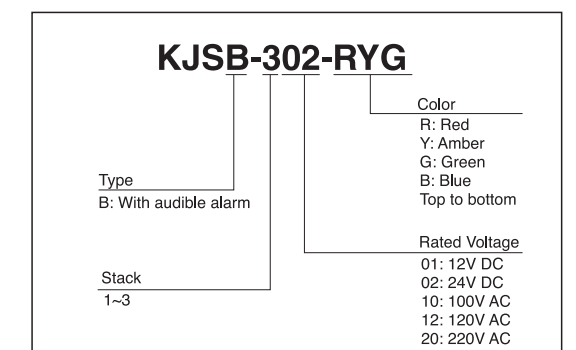 KJSB-302-RYG
Color
R: Red
Y: Amber
G: Green
B: Blue
Top to bottom
Type
B: With audible alarm
Rated Voltage
01: 12V DC
02: 24V DC
10: 100V AC
12: 120V AC
20: 220V AC
Stack
1~3